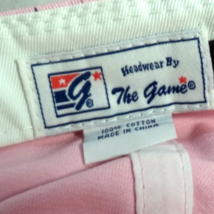 Headwear By
g®
The Game®
100% COTTON
MADE IN CHINA